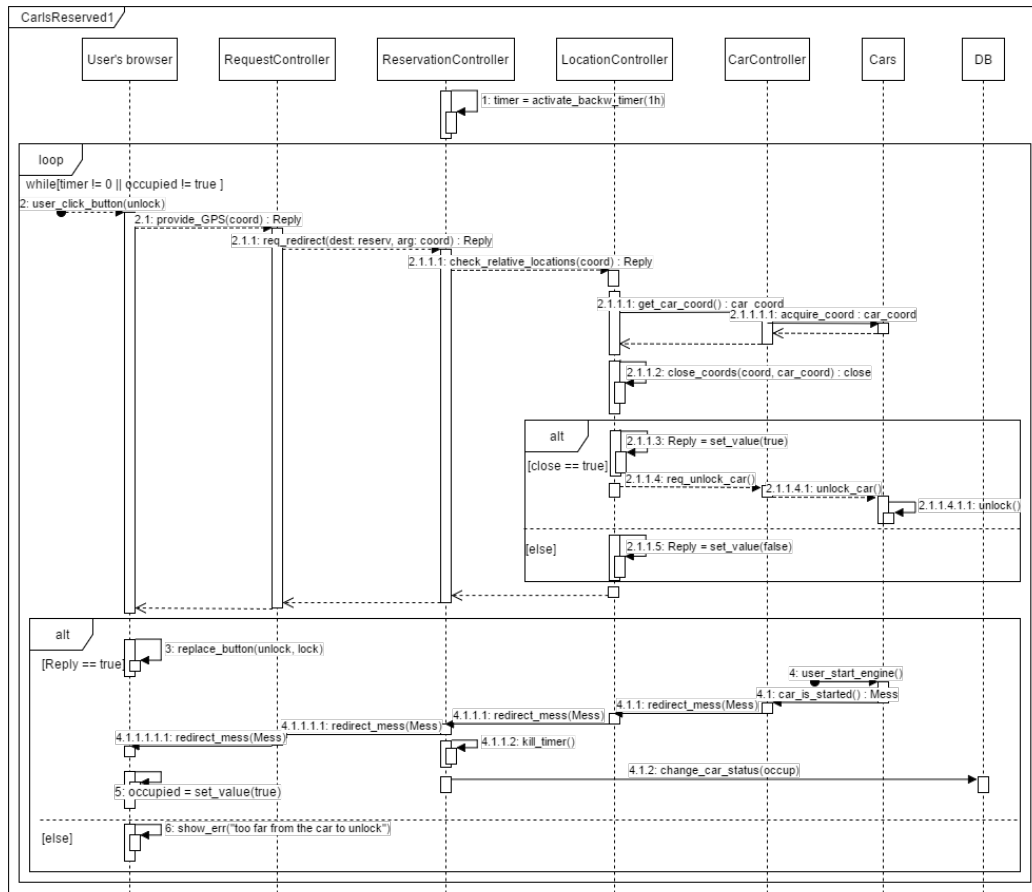 CarIsReserved1
User's browser
RequestController
ReservationController
LocationController
CarController
Cars
DB
1: timer = activate_backw_timer(1h)
loop
while[timer != 0 || occupied != true ]
2: user_click_button(unlock)
2.1: provide_GPS(coord) : Reply
2.1.1: req_redirect(dest: reserv, arg: coord) : Reply
2.1.1.1: check_relative_locations(coord) : Reply
2.1.1.1: get_car_coord() : car_coord
2.1.1.1.1: acquire_coord : car_coord
2.1.1.2: close_coords(coord, car_coord) : close
alt
2.1.1.3: Reply = set_value(true)
[close == true]
2.1.1.4: req_unlock_car()
2.1.1.4.1: unlock_car()
2.1.1.4.1.1: unlock()
[else]
2.1.1.5: Reply = set_value(false)
alt
3: replace_button(unlock, lock)
[Reply == true]
4: user_start_engine()
4.1: car_is_started() : Mess
4.1.1: redirect_mess(Mess)
4.1.1.1: redirect_mess(Mess)
4.1.1.1.1: redirect_mess(Mess)
4.1.1.1.1.1: redirect_mess(Mess)
4.1.1.2: kill_timer()
4.1.2: change_car_status(occup)
5: occupied = set_value(true)
6: show_err("too far from the car to unlock")
[else]